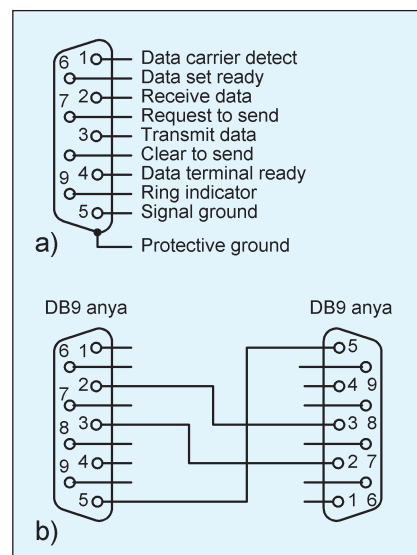 6 1 Data carrier detect
Data set ready
7 2 Receive data
Request to send
3 Transmit data
Clear to send
9 4 Data terminal ready
Ring indicator
5 Signal ground
a) Protective ground
DB9 anya DB9 anya
6 1 5
7 2 4 9
8 3 3 8
9 4 2 7
5 1 6
b)